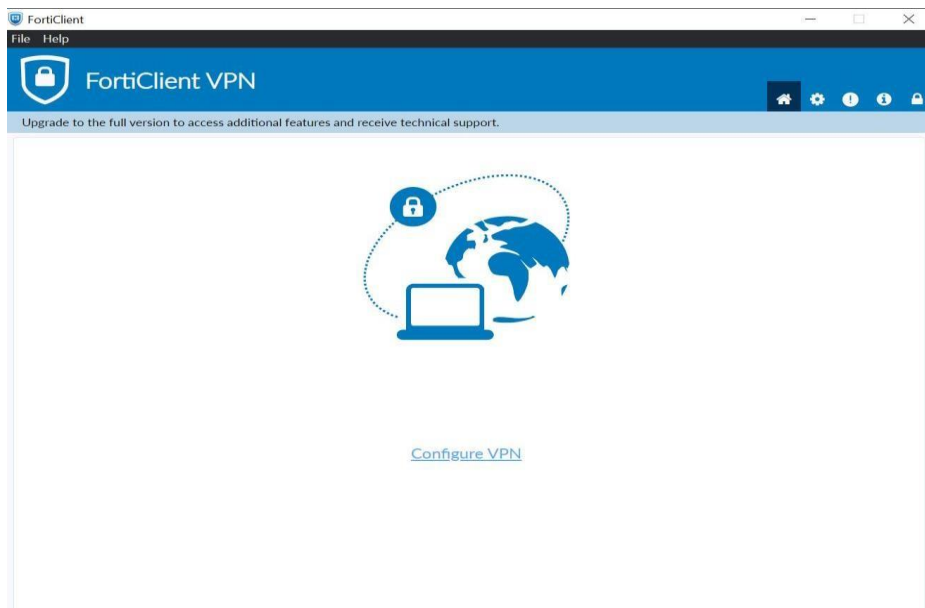 FortiClient
File Help
FortiClient VPN
Upgrade to the full version to access additional features and receive technical support.
Configure VPN